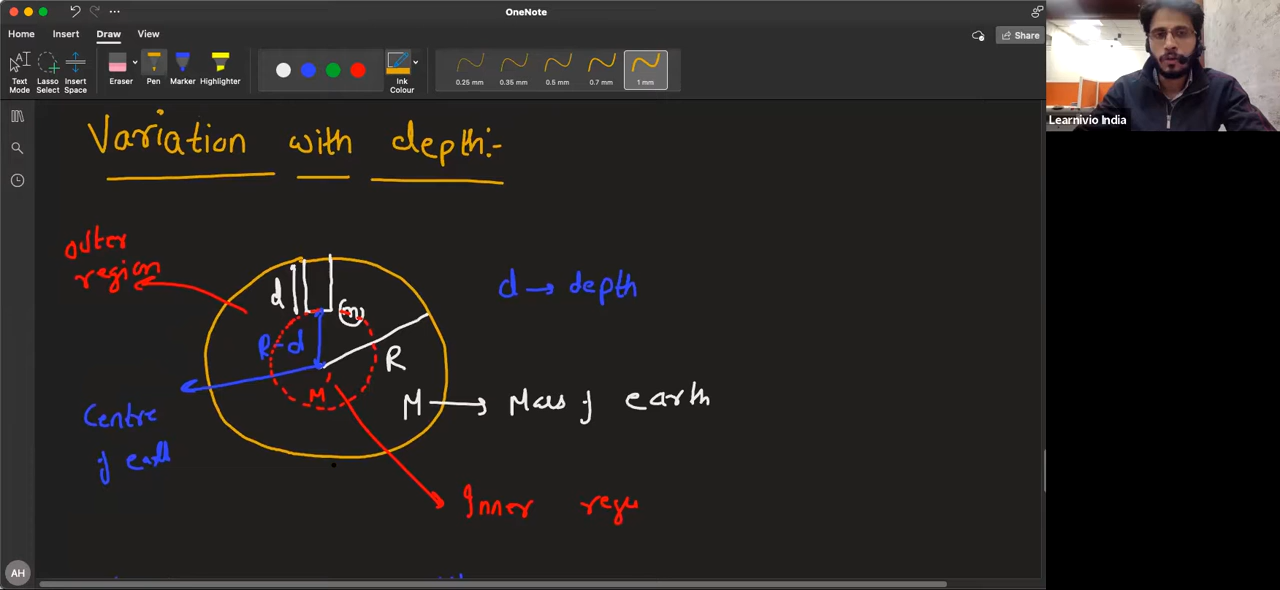 OneNote
Home Insert Draw View
Share
Text Mode
Lasso Select
Insert Space
Eraser
Pen
Marker
Highlighter
Ink Colour
0.25 mm
0.35 mm
0.5 mm
0.7 mm
1 mm
Learnivio India
Variation with depth:-
outer
region
d
m
d → depth
R-d
R
M'
M → Mass of earth
Centre
of earth
Inner regi
AH